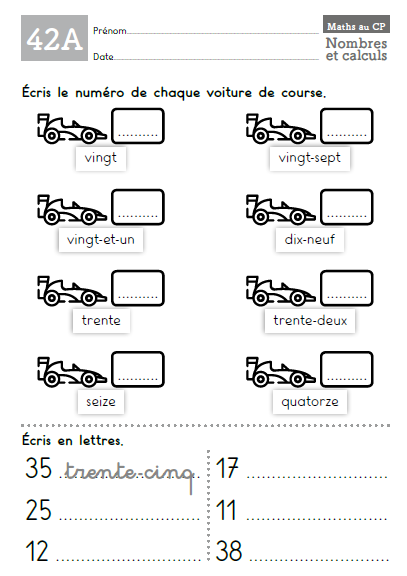 42A
Prénom
Date
Maths au CP
Nombres
et calculs
Écris le numéro de chaque voiture de course.
vingt
vingt-sept
vingt-et-un
dix-neuf
trente
trente-deux
seize
quatorze
Écris en lettres.
35 trente-cinq
17
25
11
12
38